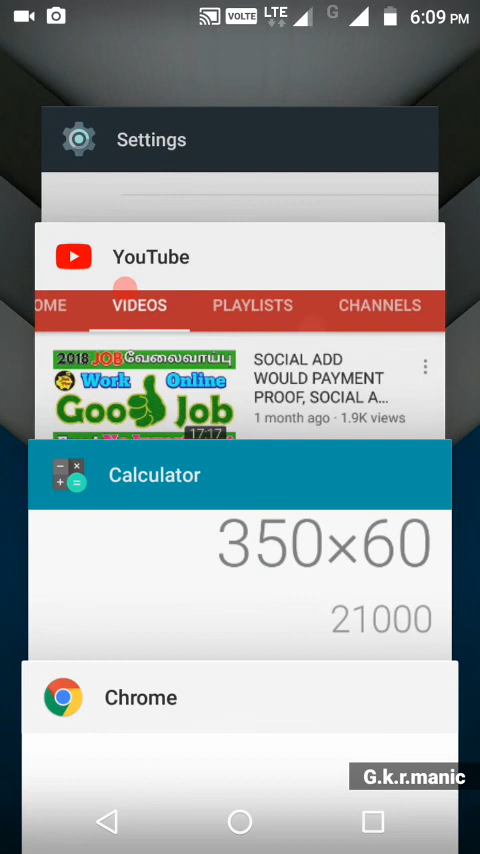 VOLTE LTE G 6:09 PM
Settings
YouTube
OME VIDEOS PLAYLISTS CHANNELS
2018 JOB வேலைவாய்பு
Work Online
Good Job
17:17
SOCIAL ADD
WOULD PAYMENT
PROOF, SOCIAL A...
1 month ago · 1.9K views
Calculator
350×60
21000
Chrome
G.k.r.manic